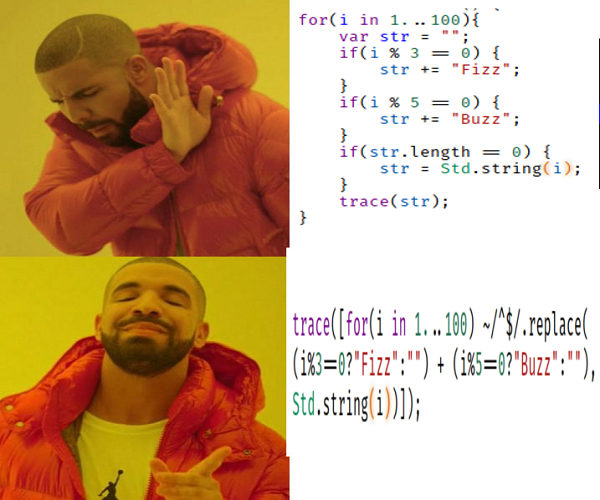 for(i in 1...100){
var str = "";
if(i % 3 == 0) {
str += "Fizz";
}
if(i % 5 == 0) {
str += "Buzz";
}
if(str.length == 0) {
str = Std.string(i);
}
trace(str);
}
trace([for(i in 1...100) ~/^$/.replace(
(i%3==0?"Fizz":"") + (i%5==0?"Buzz":""),
Std.string(i))]);